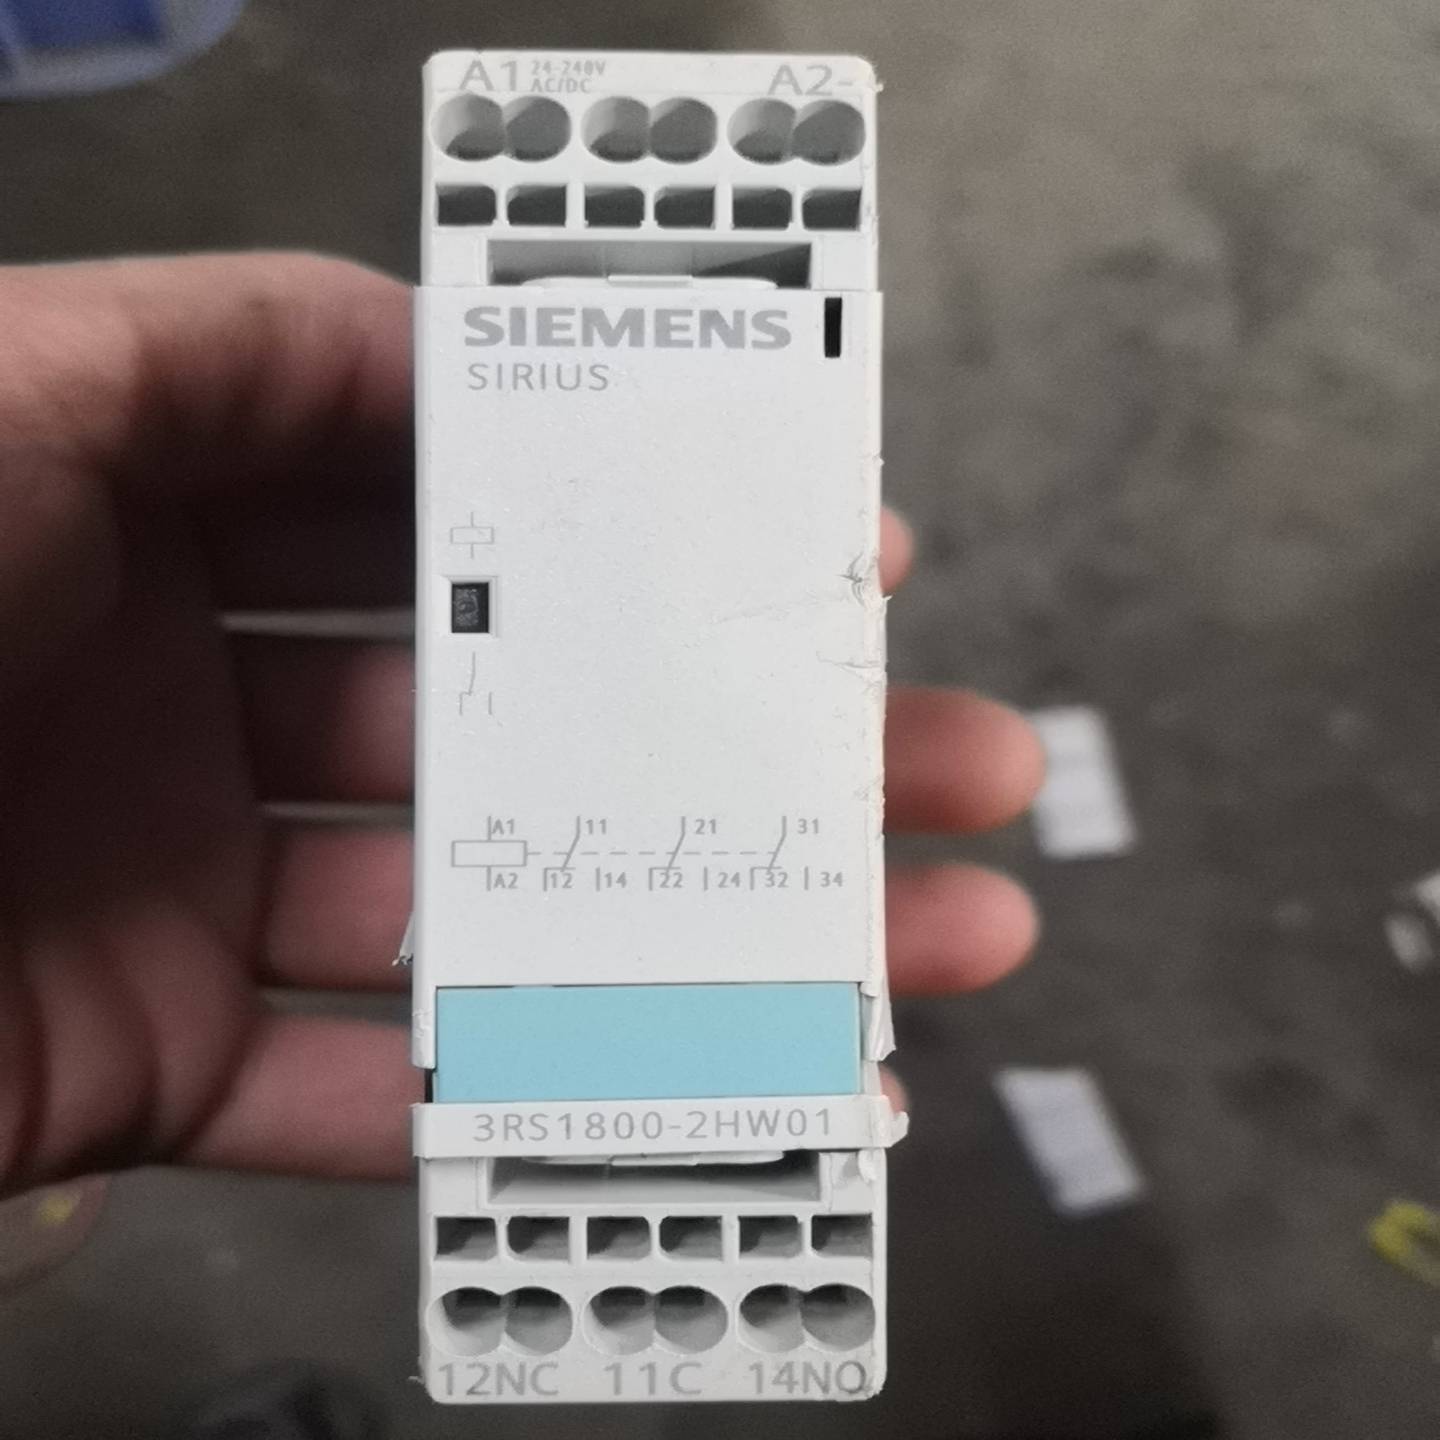 A1 24-240V A2-
AC/DC
SIEMENS
SIRIUS
A1 11 21 31
A2 12 14 22 24 32 34
3RS1800-2HW01
12NC 11C 14NO